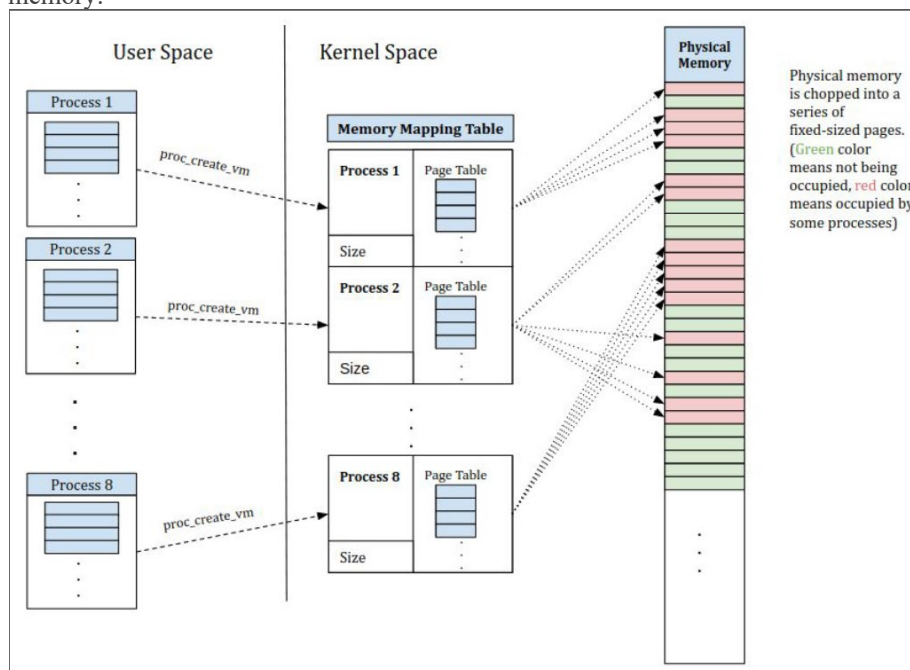 memory.
User Space
Kernel Space
Physical
Memory
Process 1
proc_create_vm
Memory Mapping Table
Process 1
Page Table
Size
Process 2
proc_create_vm
Process 2
Page Table
Size
Process 8
proc_create_vm
Process 8
Page Table
Size
Physical memory
is chopped into a
series of
fixed-sized pages.
(Green color
means not being
occupied, red color
means occupied by
some processes)